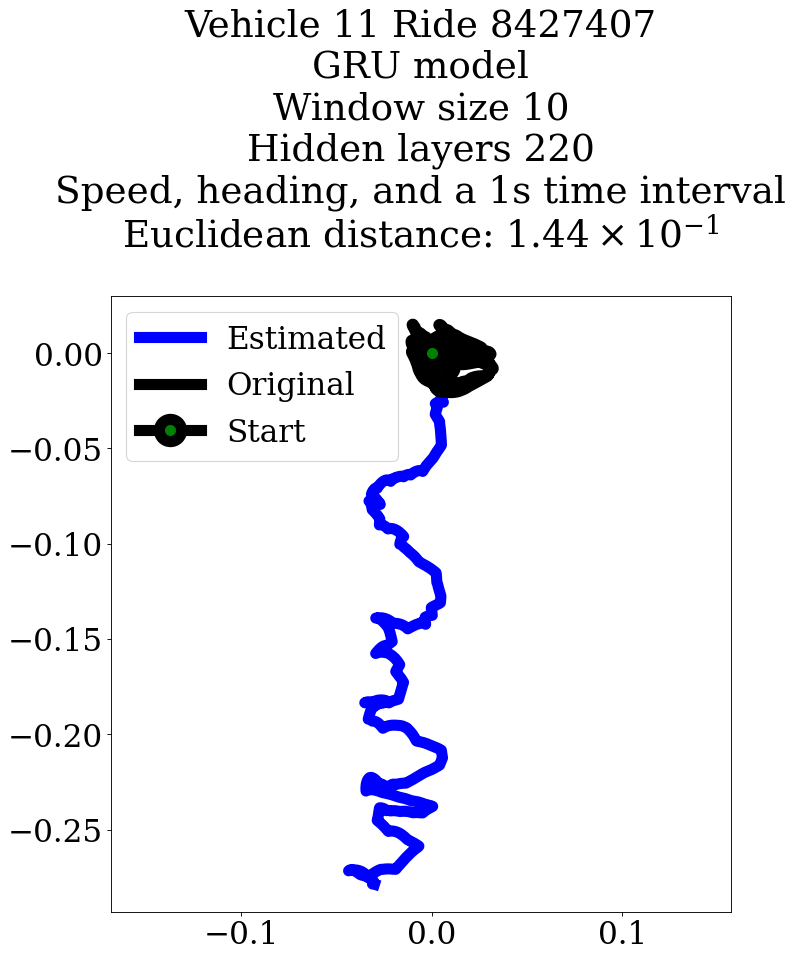 Vehicle 11 Ride 8427407
GRU model
Window size 10
Hidden layers 220
Speed, heading, and a 1s time interval
Euclidean distance: 1.44 × 10⁻¹
Estimated
Original
Start
0.00
−0.05
−0.10
−0.15
−0.20
−0.25
−0.1
0.0
0.1